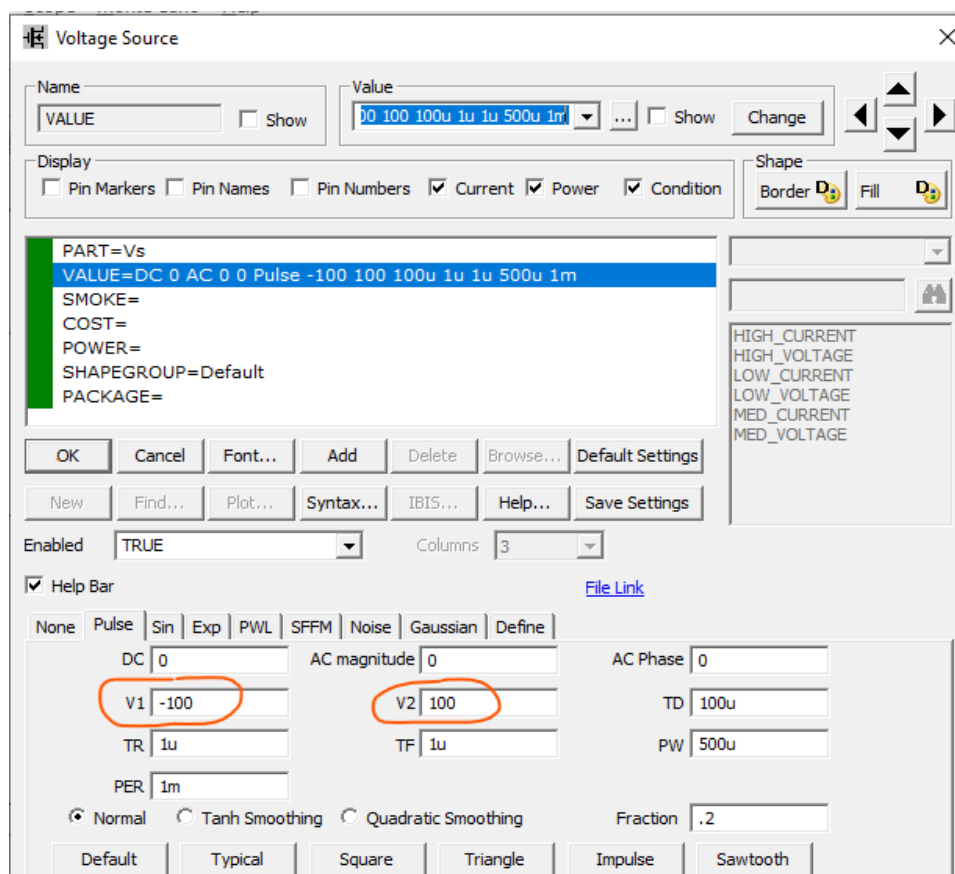 Voltage Source
Name
VALUE
Show
Value
00 100 100u 1u 1u 500u 1m
...
Show
Change
Display
Pin Markers Pin Names Pin Numbers Current Power Condition
Shape
Border Fill
PART=Vs
VALUE=DC 0 AC 0 0 Pulse -100 100 100u 1u 1u 500u 1m
SMOKE=
COST=
POWER=
SHAPEGROUP=Default
PACKAGE=
HIGH_CURRENT
HIGH_VOLTAGE
LOW_CURRENT
LOW_VOLTAGE
MED_CURRENT
MED_VOLTAGE
OK Cancel Font... Add Delete Browse... Default Settings
New Find... Plot... Syntax... IBIS... Help... Save Settings
Enabled TRUE Columns 3
Help Bar File Link
None Pulse Sin Exp PWL SFFM Noise Gaussian Define
DC 0 AC magnitude 0 AC Phase 0
V1 -100 V2 100 TD 100u
TR 1u TF 1u PW 500u
PER 1m
Normal Tanh Smoothing Quadratic Smoothing Fraction .2
Default Typical Square Triangle Impulse Sawtooth